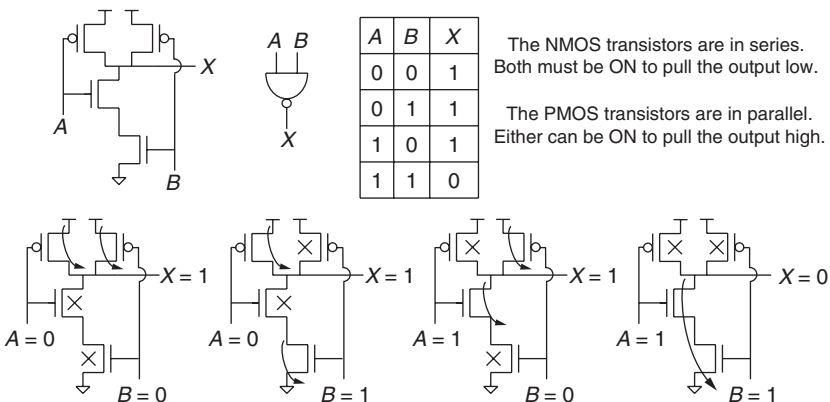 X
A
B
A B
X
A B X
0 0 1
0 1 1
1 0 1
1 1 0
The NMOS transistors are in series.
Both must be ON to pull the output low.
The PMOS transistors are in parallel.
Either can be ON to pull the output high.
X = 1
A = 0
B = 0
X = 1
A = 0
B = 1
X = 1
A = 1
B = 0
X = 0
A = 1
B = 1